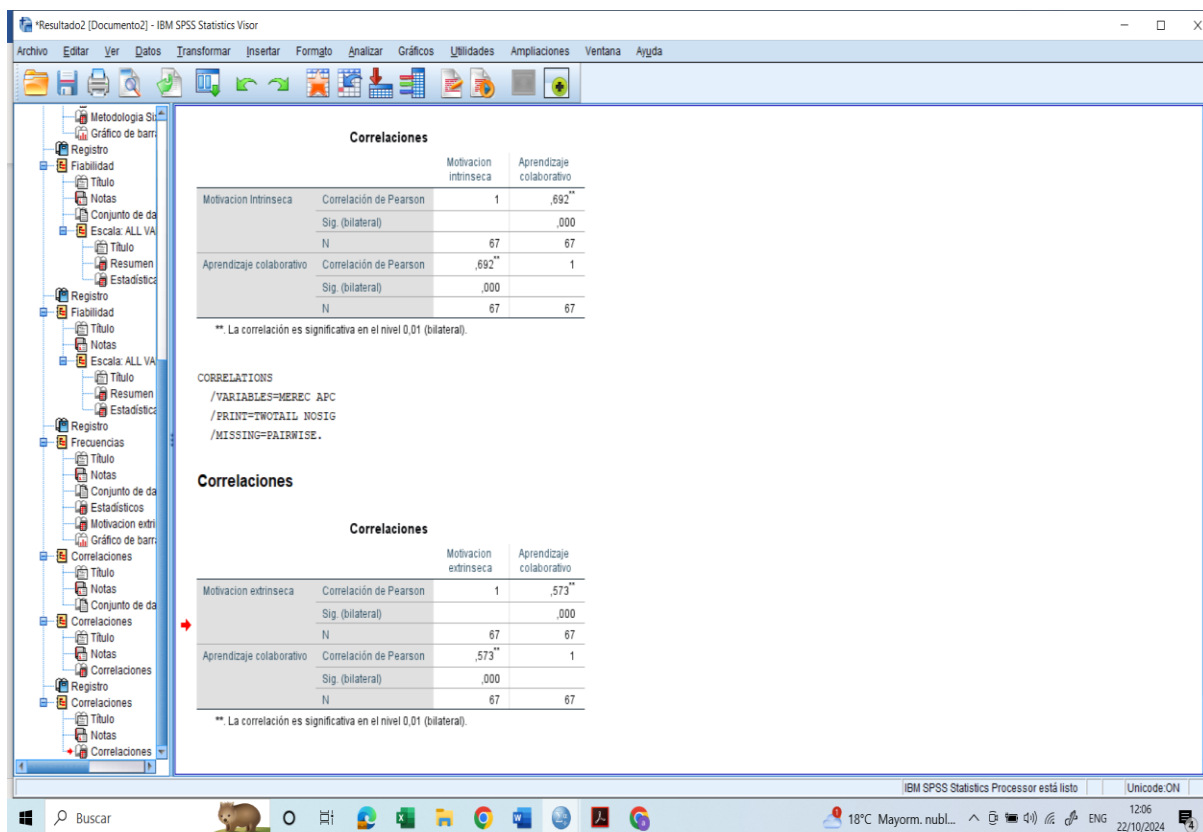 *Resultado2 [Documento2] - IBM SPSS Statistics Visor
Archivo Editar Ver Datos Transformar Insertar Formato Analizar Gráficos Utilidades Ampliaciones Ventana Ayuda
Metodologia Si
Gráfico de barr
Registro
Fiabilidad
Título
Notas
Conjunto de da
Escala: ALL VA
Título
Resumen
Estadística
Registro
Fiabilidad
Título
Notas
Escala: ALL VA
Título
Resumen
Estadística
Registro
Frecuencias
Título
Notas
Conjunto de da
Estadísticos
Motivacion extri
Gráfico de barr
Correlaciones
Título
Notas
Conjunto de da
Correlaciones
Título
Notas
Correlaciones
Registro
Correlaciones
Título
Notas
Correlaciones
Correlaciones
Motivacion intrinseca Aprendizaje colaborativo
Motivacion Intrinseca Correlación de Pearson 1 ,692**
Sig. (bilateral) ,000
N 67 67
Aprendizaje colaborativo Correlación de Pearson ,692** 1
Sig. (bilateral) ,000
N 67 67
**. La correlación es significativa en el nivel 0,01 (bilateral).
CORRELATIONS
/VARIABLES=MEREC APC
/PRINT=TWOTAIL NOSIG
/MISSING=PAIRWISE.
Correlaciones
Correlaciones
Motivacion extrinseca Aprendizaje colaborativo
Motivacion extrinseca Correlación de Pearson 1 ,573**
Sig. (bilateral) ,000
N 67 67
Aprendizaje colaborativo Correlación de Pearson ,573** 1
Sig. (bilateral) ,000
N 67 67
**. La correlación es significativa en el nivel 0,01 (bilateral).
IBM SPSS Statistics Processor está listo Unicode:ON
Buscar
18°C Mayorm. nubl... ENG 12:06
22/10/2024